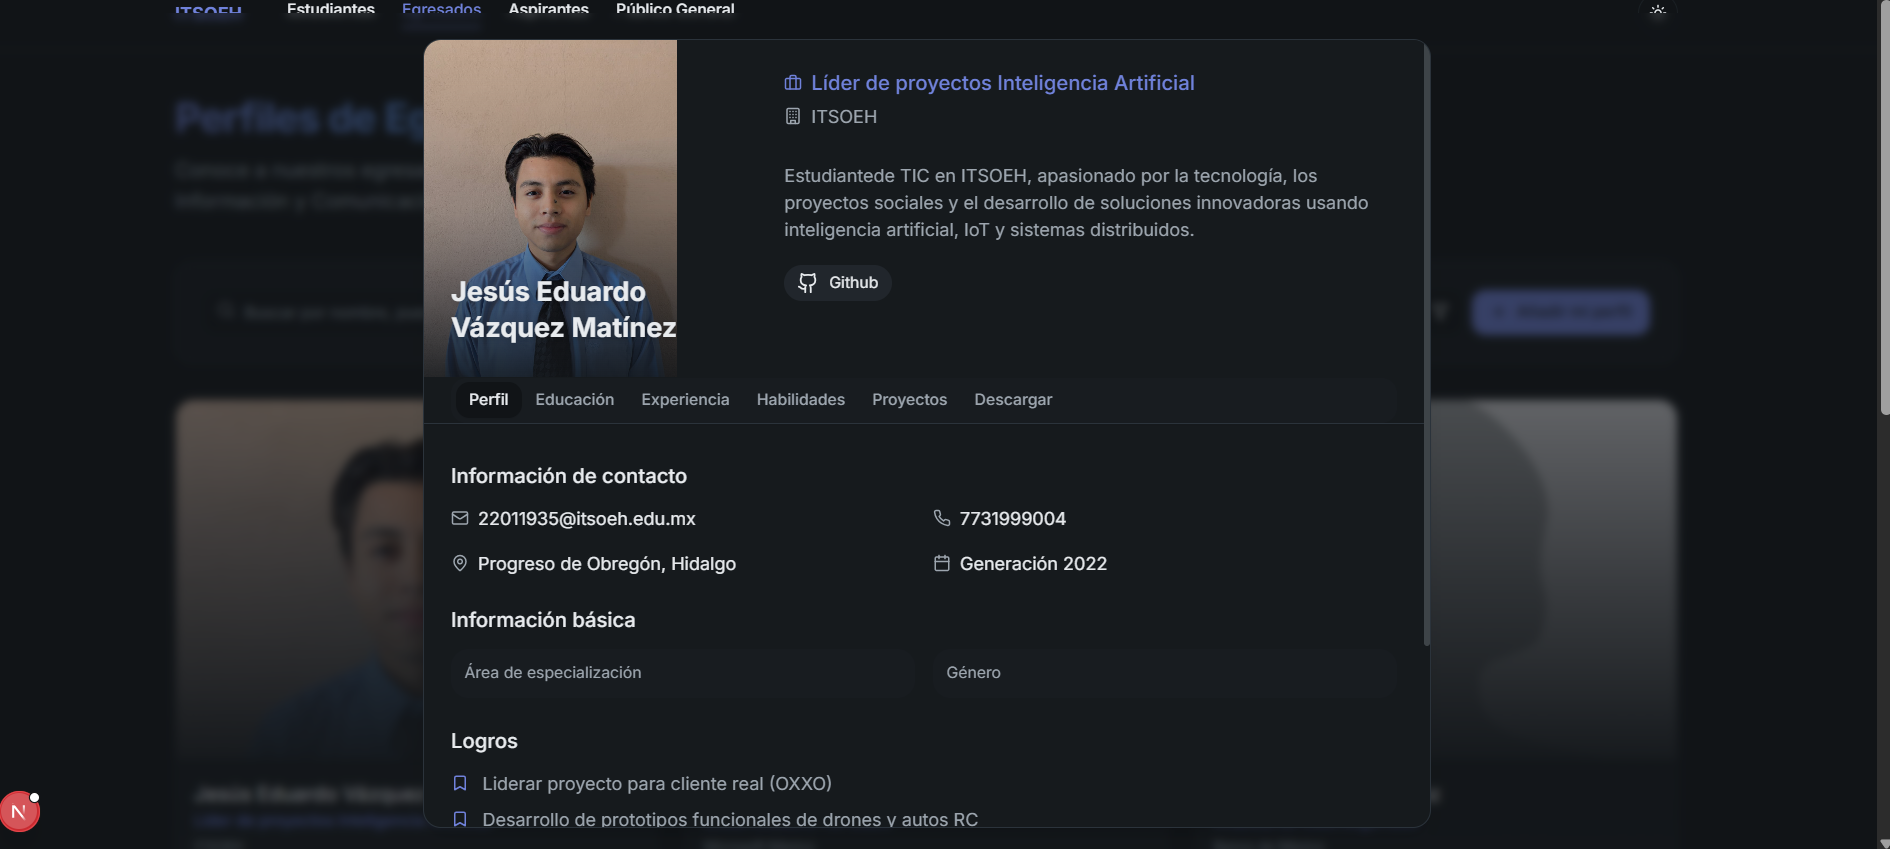 ITSOEH Estudiantes Egresados Aspirantes Público General
Perfiles de Eg
Líder de proyectos Inteligencia Artificial
ITSOEH
Estudiantede TIC en ITSOEH, apasionado por la tecnología, los
proyectos sociales y el desarrollo de soluciones innovadoras usando
inteligencia artificial, IoT y sistemas distribuidos.
Github
Jesús Eduardo
Vázquez Matínez
Perfil Educación Experiencia Habilidades Proyectos Descargar
Información de contacto
22011935@itsoeh.edu.mx 7731999004
Progreso de Obregón, Hidalgo Generación 2022
Información básica
Área de especialización Género
Logros
Liderar proyecto para cliente real (OXXO)
Desarrollo de prototipos funcionales de drones y autos RC
N